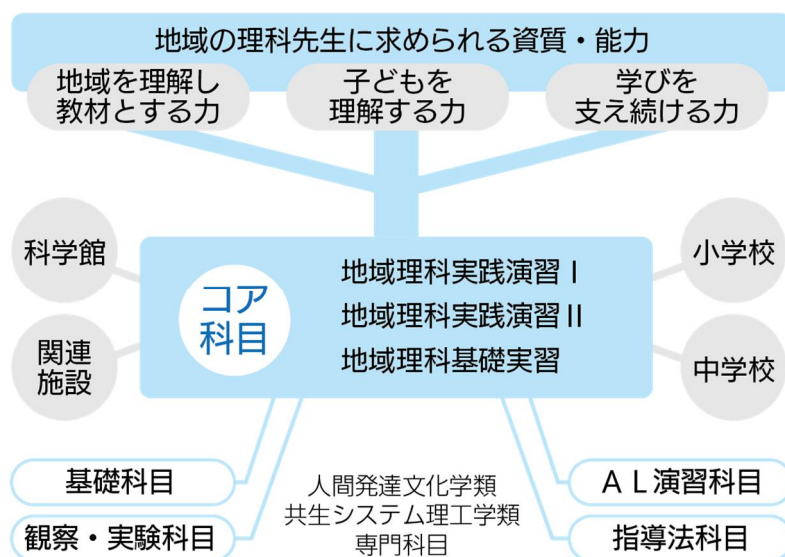 地域の理科先生に求められる資質・能力
地域を理解し
教材とする力
子どもを
理解する力
学びを
支え続ける力
科学館
関連
施設
コア
科目
地域理科実践演習Ⅰ
地域理科実践演習Ⅱ
地域理科基礎実習
小学校
中学校
基礎科目
観察・実験科目
人間発達文化学類
共生システム理工学類
専門科目
ＡＬ演習科目
指導法科目